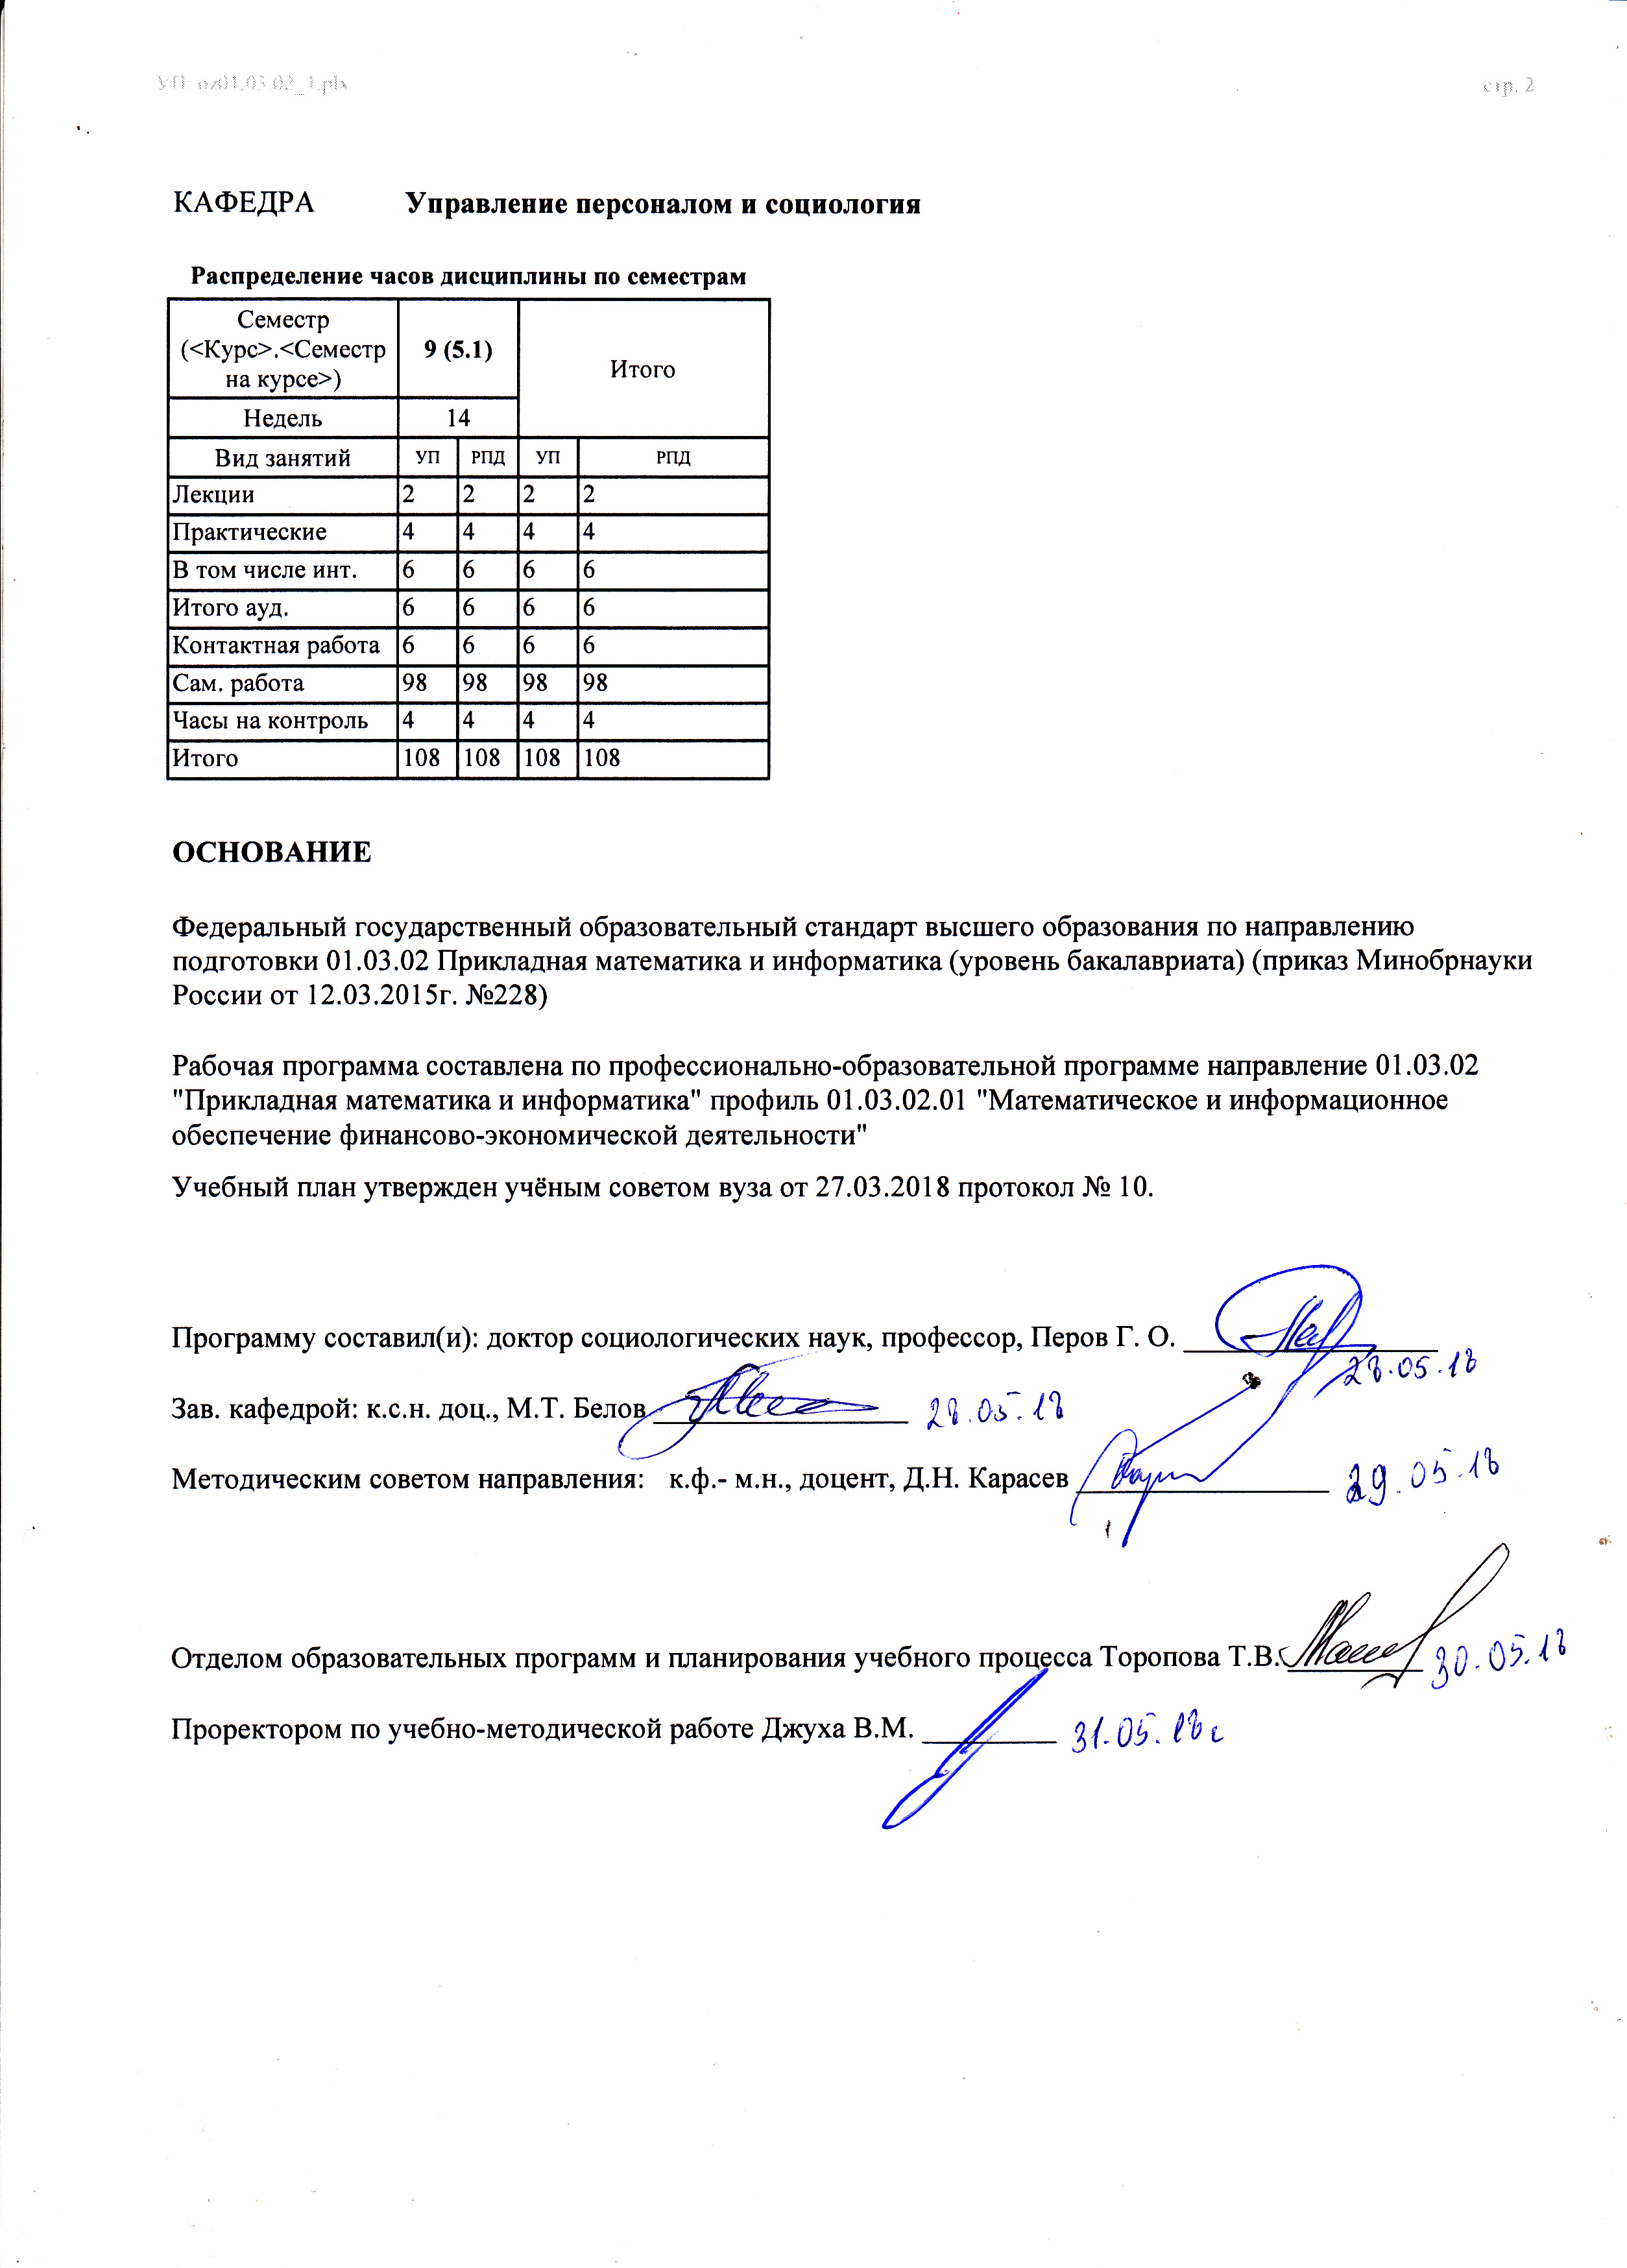 УП: oz01.03.02_1.plx стр. 2
КАФЕДРА Управление персоналом и социология
Распределение часов дисциплины по семестрам
Семестр
(<Курс>.<Семестр
на курсе>)
9 (5.1)
Итого
Недель 14
Вид занятий УП РПД УП РПД
Лекции 2 2 2 2
Практические 4 4 4 4
В том числе инт. 6 6 6 6
Итого ауд. 6 6 6 6
Контактная работа 6 6 6 6
Сам. работа 98 98 98 98
Часы на контроль 4 4 4 4
Итого 108 108 108 108
ОСНОВАНИЕ
Федеральный государственный образовательный стандарт высшего образования по направлению
подготовки 01.03.02 Прикладная математика и информатика (уровень бакалавриата) (приказ Минобрнауки
России от 12.03.2015г. №228)
Рабочая программа составлена по профессионально-образовательной программе направление 01.03.02
"Прикладная математика и информатика" профиль 01.03.02.01 "Математическое и информационное
обеспечение финансово-экономической деятельности"
Учебный план утвержден учёным советом вуза от 27.03.2018 протокол № 10.
Программу составил(и): доктор социологических наук, профессор, Перов Г. О. 28.05.18
Зав. кафедрой: к.с.н. доц., М.Т. Белов 28.05.18
Методическим советом направления: к.ф.- м.н., доцент, Д.Н. Карасев 29.05.18
Отделом образовательных программ и планирования учебного процесса Торопова Т.В. 30.05.18
Проректором по учебно-методической работе Джуха В.М. 31.05.18г